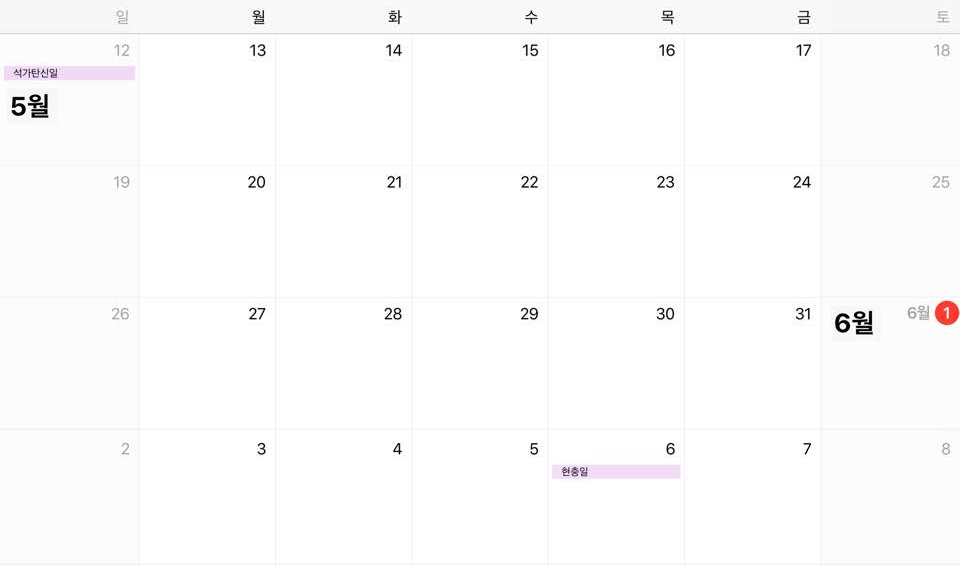 일 월 화 수 목 금 토
12 13 14 15 16 17 18
석가탄신일
5월
19 20 21 22 23 24 25
26 27 28 29 30 31 6월 1
6월
2 3 4 5 6 7 8
현충일